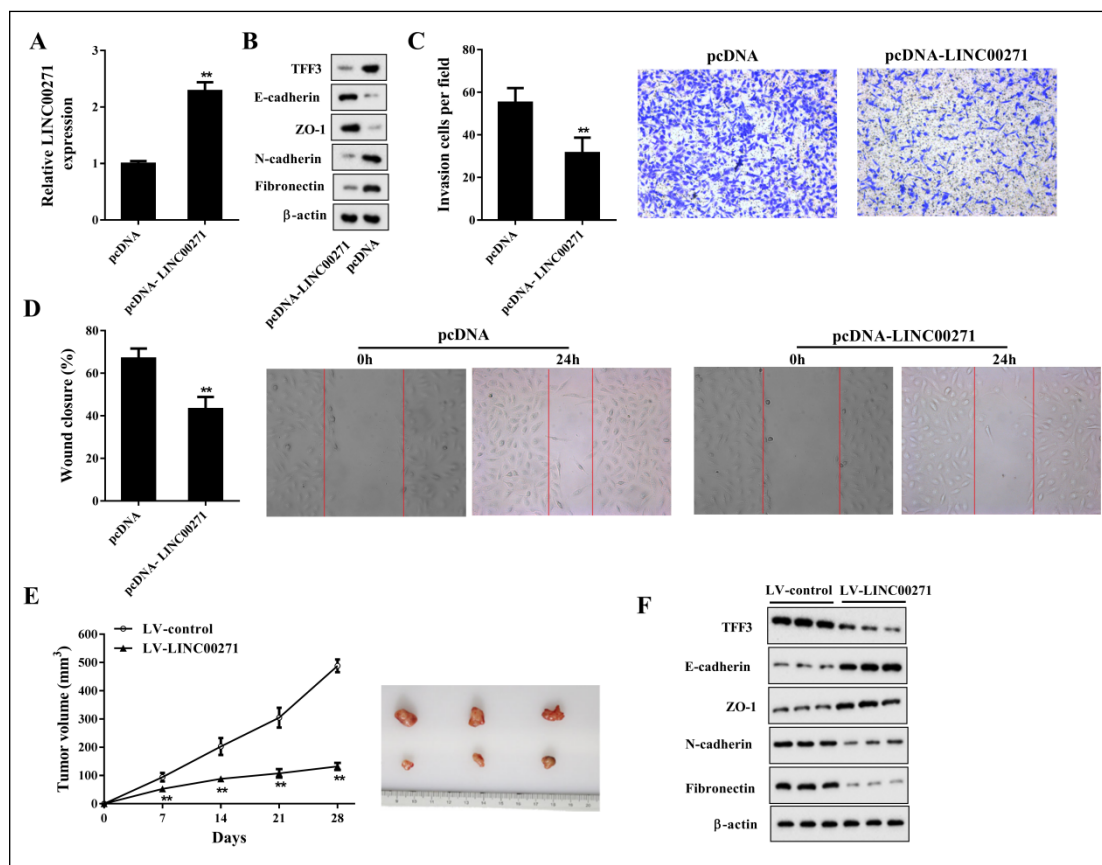 A
Relative LINC00271
expression
3
2
1
0
**
pcDNA
pcDNA- LINC00271
B
TFF3
E-cadherin
ZO-1
N-cadherin
Fibronectin
β-actin
pcDNA-LINC00271
pcDNA
C
Invasion cells per field
80
60
40
20
0
**
pcDNA
pcDNA- LINC00271
pcDNA
pcDNA-LINC00271
D
Wound closure (%)
80
60
40
20
0
**
pcDNA
pcDNA- LINC00271
pcDNA
0h 24h
pcDNA-LINC00271
0h 24h
E
LV-control
LV-LINC00271
Tumor volume (mm³)
600
500
400
300
200
100
0
** ** ** **
0 7 14 21 28
Days
F
LV-control LV-LINC00271
TFF3
E-cadherin
ZO-1
N-cadherin
Fibronectin
β-actin